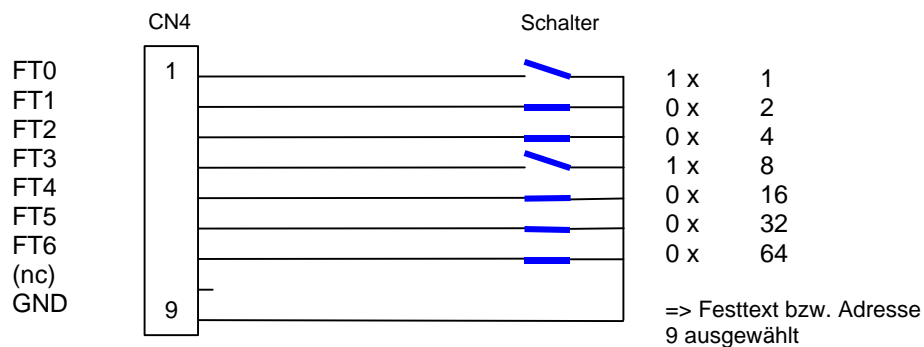 CN4 Schalter
FT0 1 1 x 1
FT1 0 x 2
FT2 0 x 4
FT3 1 x 8
FT4 0 x 16
FT5 0 x 32
FT6 0 x 64
(nc)
GND 9
=> Festtext bzw. Adresse
9 ausgewählt